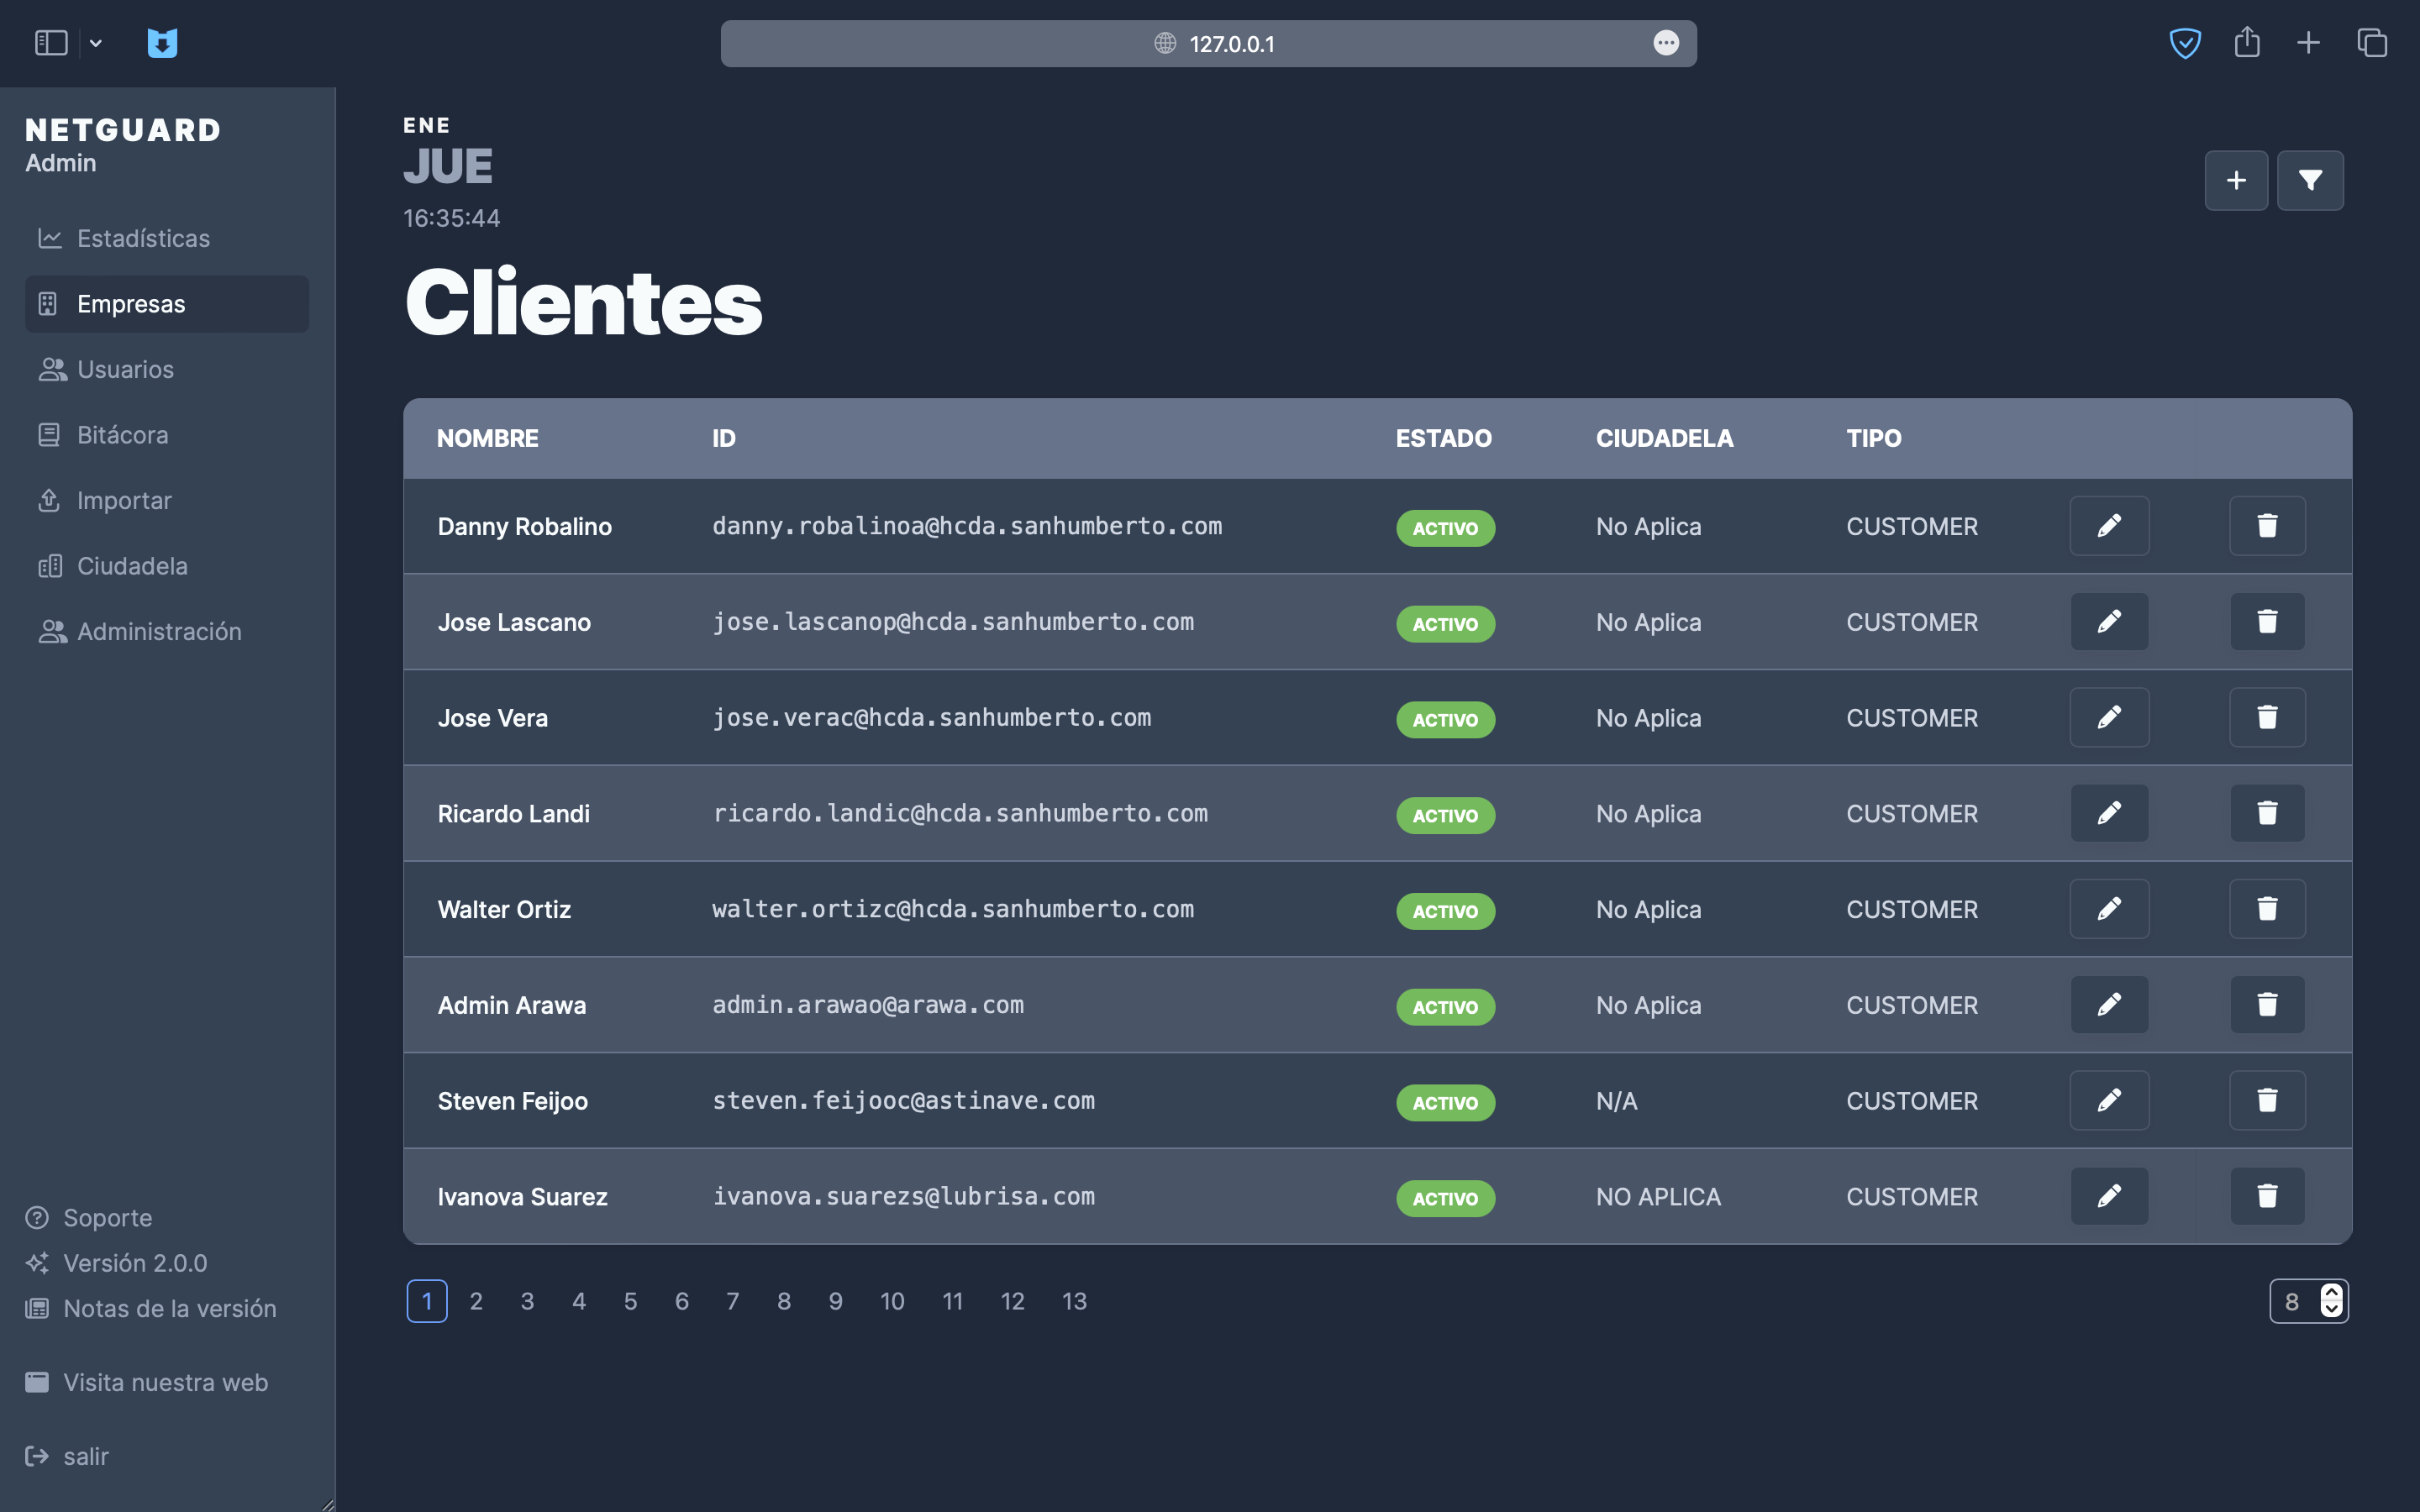 127.0.0.1
NETGUARD
Admin
Estadísticas
Empresas
Usuarios
Bitácora
Importar
Ciudadela
Administración
Soporte
Versión 2.0.0
Notas de la versión
Visita nuestra web
salir
ENE
JUE
16:35:44
Clientes
NOMBRE ID ESTADO CIUDADELA TIPO
Danny Robalino danny.robalinoa@hcda.sanhumberto.com ACTIVO No Aplica CUSTOMER
Jose Lascano jose.lascanop@hcda.sanhumberto.com ACTIVO No Aplica CUSTOMER
Jose Vera jose.verac@hcda.sanhumberto.com ACTIVO No Aplica CUSTOMER
Ricardo Landi ricardo.landic@hcda.sanhumberto.com ACTIVO No Aplica CUSTOMER
Walter Ortiz walter.ortizc@hcda.sanhumberto.com ACTIVO No Aplica CUSTOMER
Admin Arawa admin.arawao@arawa.com ACTIVO No Aplica CUSTOMER
Steven Feijoo steven.feijooc@astinave.com ACTIVO N/A CUSTOMER
Ivanova Suarez ivanova.suarezs@lubrisa.com ACTIVO NO APLICA CUSTOMER
1 2 3 4 5 6 7 8 9 10 11 12 13 8